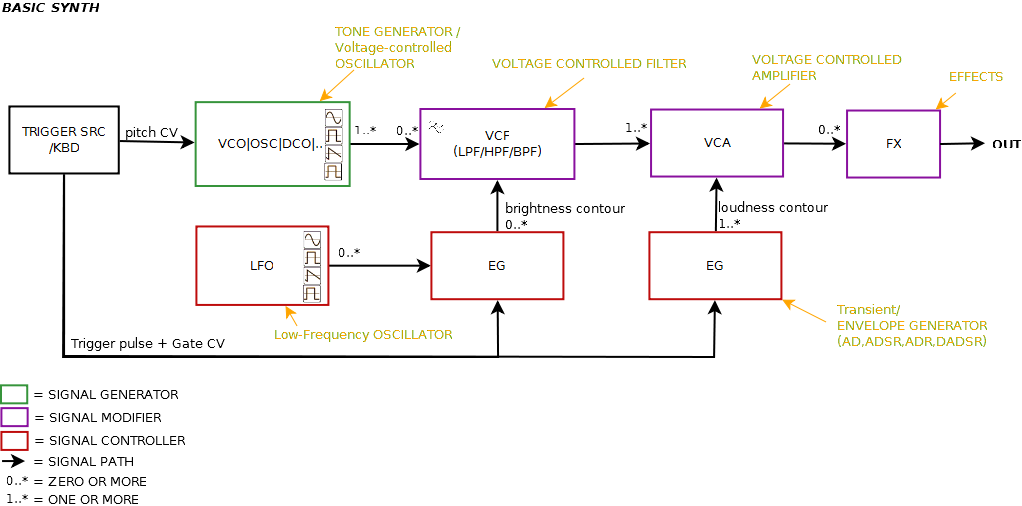 BASIC SYNTH
TONE GENERATOR /
Voltage-controlled
OSCILLATOR
VOLTAGE CONTROLLED FILTER
VOLTAGE CONTROLLED
AMPLIFIER
EFFECTS
TRIGGER SRC
/KBD
pitch CV
VCO|OSC|DCO|..
1..*
0..*
VCF
(LPF/HPF/BPF)
1..*
VCA
0..*
FX
OUT
brightness contour
0..*
loudness contour
1..*
LFO
0..*
EG
EG
Low-Frequency OSCILLATOR
Transient/
ENVELOPE GENERATOR
(AD,ADSR,ADR,DADSR)
Trigger pulse + Gate CV
= SIGNAL GENERATOR
= SIGNAL MODIFIER
= SIGNAL CONTROLLER
= SIGNAL PATH
0..* = ZERO OR MORE
1..* = ONE OR MORE